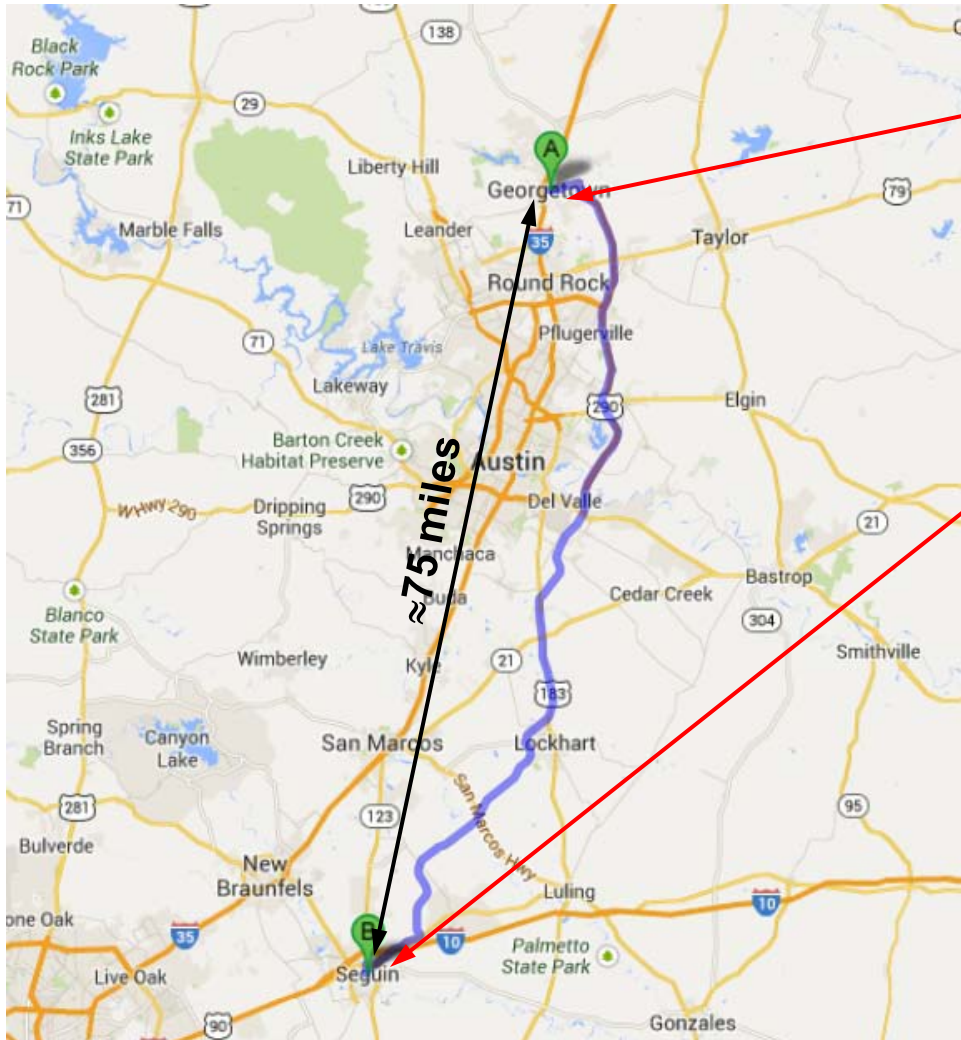 138
Black
Rock Park
29
Inks Lake
State Park
Liberty Hill
A
Georgetown
79
71
Marble Falls
Leander
35
Taylor
Round Rock
Pflugerville
71
Lake Travis
Lakeway
281
290
Elgin
356
Barton Creek
Habitat Preserve
Austin
W Hwy 290
Dripping
Springs
290
Del Valle
21
≈75 miles
Manchaca
Buda
Bastrop
Cedar Creek
Blanco
State Park
304
Wimberley
Kyle
21
Smithville
183
Spring
Branch
Canyon
Lake
San Marcos
Lockhart
281
123
San Marcos Hwy
95
Bulverde
New
Braunfels
Luling
10
one Oak
35
B
10
Live Oak
Seguin
Palmetto
State Park
90
Gonzales